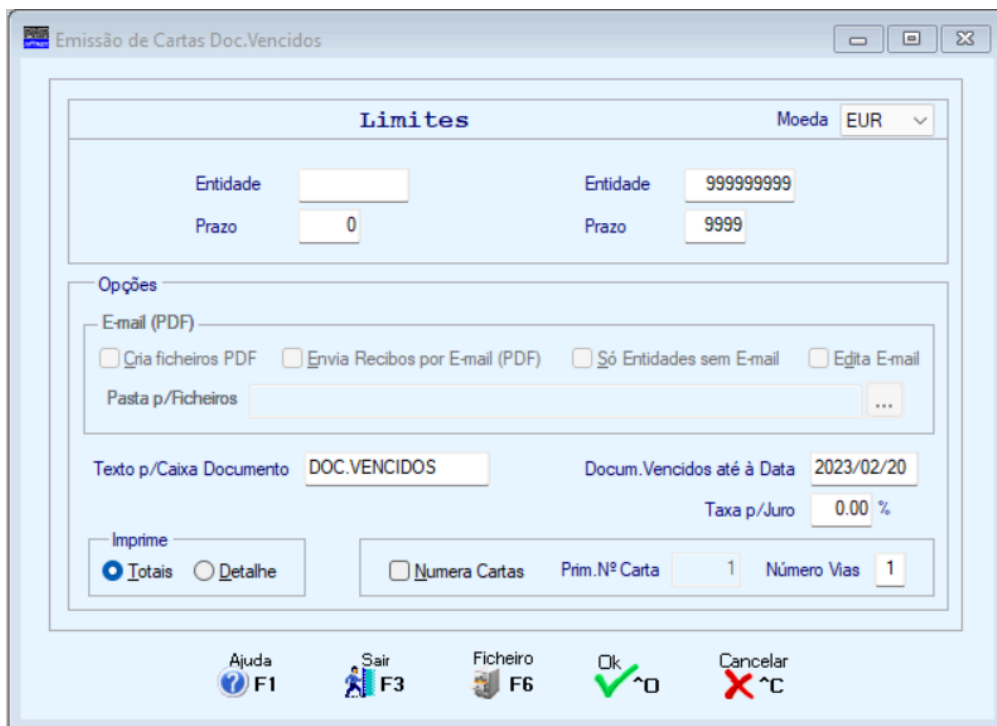 Emissão de Cartas Doc.Vencidos
Limites Moeda EUR
Entidade Entidade 999999999
Prazo 0 Prazo 9999
Opções
E-mail (PDF)
Cria ficheiros PDF Envia Recibos por E-mail (PDF) Só Entidades sem E-mail Edita E-mail
Pasta p/Ficheiros ...
Texto p/Caixa Documento DOC.VENCIDOS Docum.Vencidos até à Data 2023/02/20
Taxa p/Juro 0.00 %
Imprime
Totais Detalhe Numera Cartas Prim.Nº Carta 1 Número Vias 1
Ajuda Sair Ficheiro Ok Cancelar
F1 F3 F6 ^O ^C